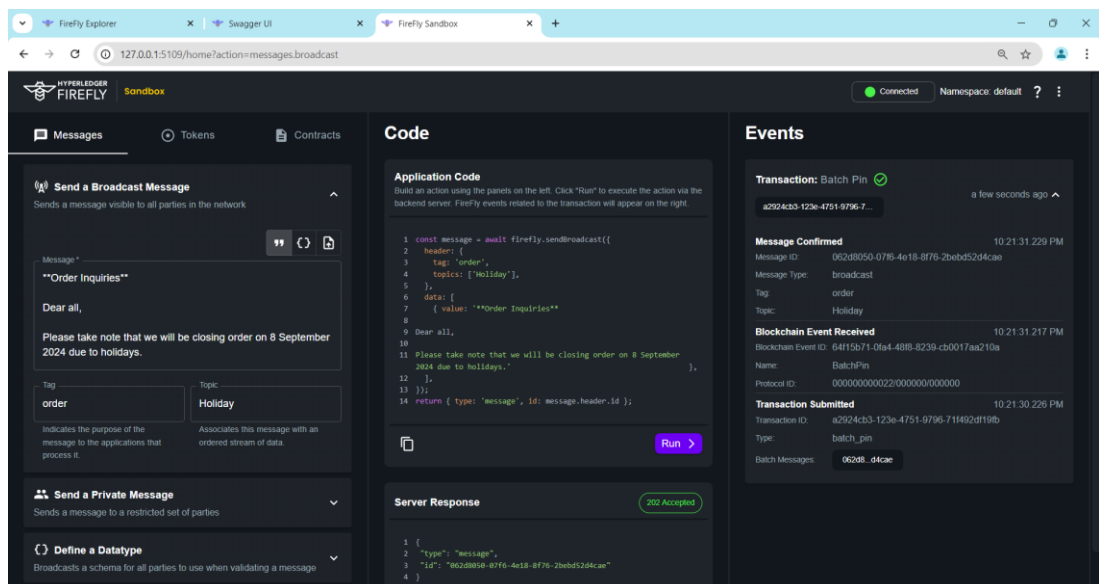 FireFly Explorer
Swagger UI
FireFly Sandbox
127.0.0.1:5109/home?action=messages.broadcast
HYPERLEDGER
FIREFLY
Sandbox
Connected
Namespace: default
?
Messages
Tokens
Contracts
Send a Broadcast Message
Sends a message visible to all parties in the network
Message *
**Order Inquiries**
Dear all,
Please take note that we will be closing order on 8 September
2024 due to holidays.
Tag
order
Indicates the purpose of the
message to the applications that
process it.
Topic
Holiday
Associates this message with an
ordered stream of data.
Send a Private Message
Sends a message to a restricted set of parties
Define a Datatype
Broadcasts a schema for all parties to use when validating a message
Code
Application Code
Build an action using the panels on the left. Click "Run" to execute the action via the
backend server. FireFly events related to the transaction will appear on the right.
1 const message = await firefly.sendBroadcast({
2 header: {
3 tag: 'order',
4 topics: ['Holiday'],
5 },
6 data: [
7 { value: '**Order Inquiries**
8
9 Dear all,
10
11 Please take note that we will be closing order on 8 September
2024 due to holidays.' },
12 ],
13 });
14 return { type: 'message', id: message.header.id };
Run
Server Response
202 Accepted
1 {
2 "type": "message",
3 "id": "062d8050-07f6-4e18-8f76-2bebd52d4cae"
4 }
Events
Transaction: Batch Pin
a few seconds ago
a2924cb3-123e-4751-9796-7...
Message Confirmed 10:21:31.229 PM
Message ID: 062d8050-07f6-4e18-8f76-2bebd52d4cae
Message Type: broadcast
Tag: order
Topic: Holiday
Blockchain Event Received 10:21:31.217 PM
Blockchain Event ID: 64f15b71-0fa4-48f8-8239-cb0017aa210a
Name: BatchPin
Protocol ID: 000000000022/000000/000000
Transaction Submitted 10:21:30.226 PM
Transaction ID: a2924cb3-123e-4751-9796-71f492df19fb
Type: batch_pin
Batch Messages: 062d8...d4cae